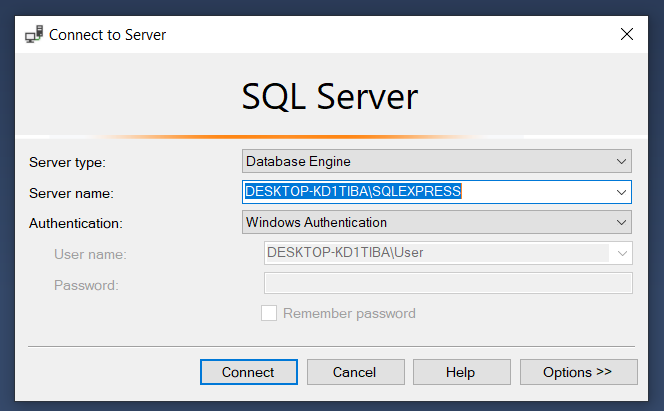 Connect to Server
SQL Server
Server type: Database Engine
Server name: DESKTOP-KD1TIBA\SQLEXPRESS
Authentication: Windows Authentication
User name: DESKTOP-KD1TIBA\User
Password:
Remember password
Connect Cancel Help Options >>